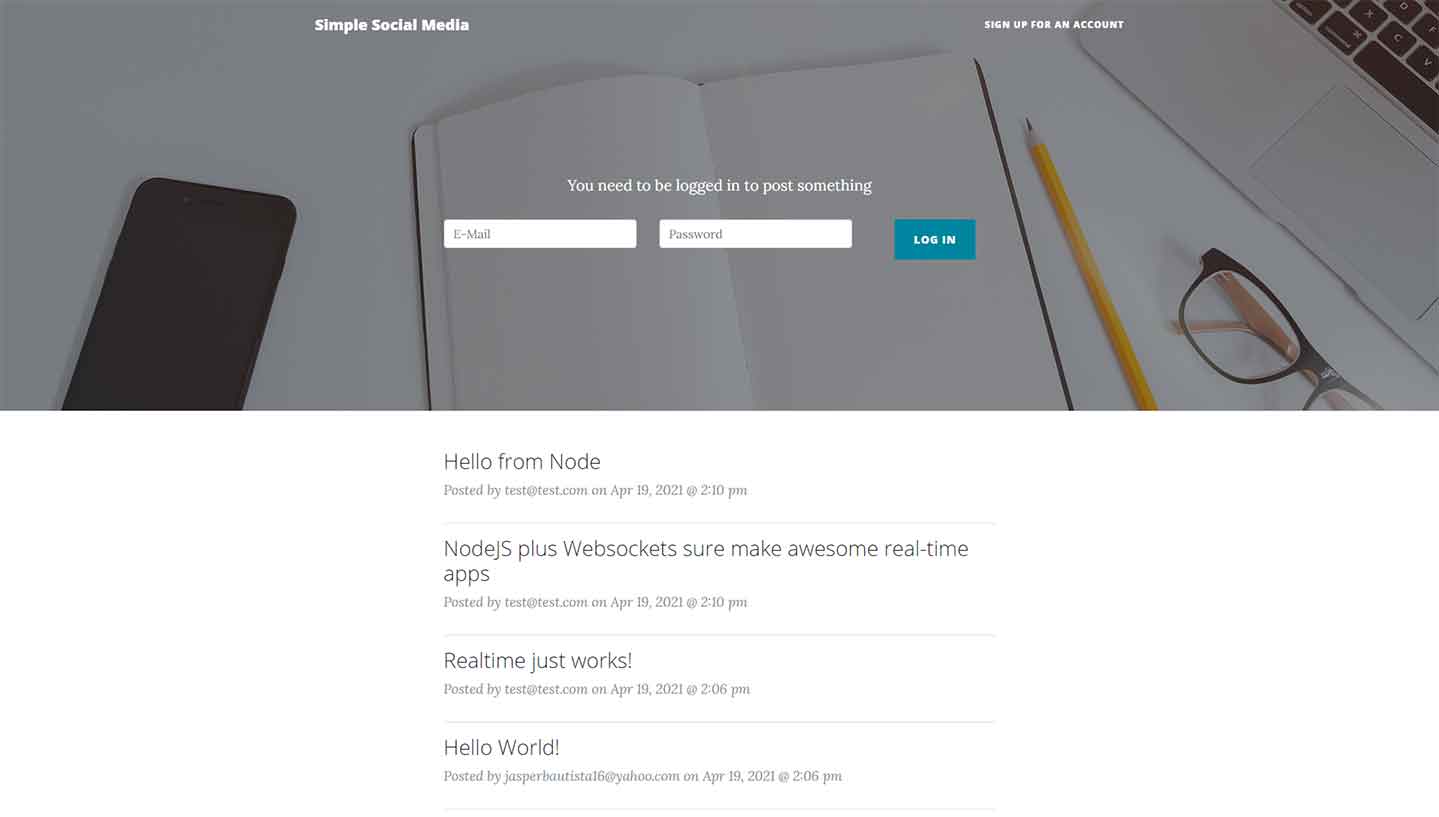 Simple Social Media
SIGN UP FOR AN ACCOUNT
You need to be logged in to post something
E-Mail
Password
LOG IN
Hello from Node
Posted by test@test.com on Apr 19, 2021 @ 2:10 pm
NodeJS plus Websockets sure make awesome real-time
apps
Posted by test@test.com on Apr 19, 2021 @ 2:10 pm
Realtime just works!
Posted by test@test.com on Apr 19, 2021 @ 2:06 pm
Hello World!
Posted by jasperbautista16@yahoo.com on Apr 19, 2021 @ 2:06 pm